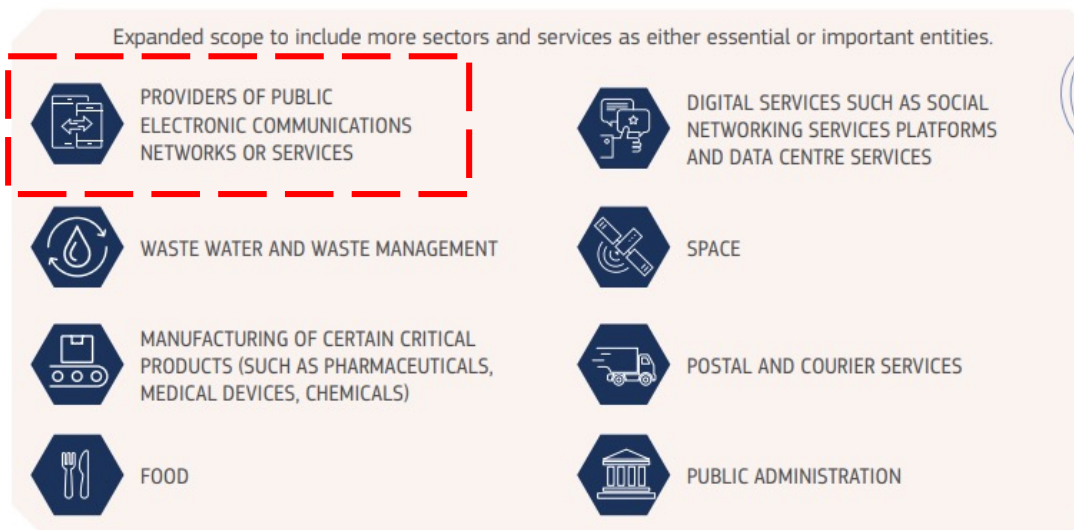 Expanded scope to include more sectors and services as either essential or important entities.
PROVIDERS OF PUBLIC
ELECTRONIC COMMUNICATIONS
NETWORKS OR SERVICES
DIGITAL SERVICES SUCH AS SOCIAL
NETWORKING SERVICES PLATFORMS
AND DATA CENTRE SERVICES
WASTE WATER AND WASTE MANAGEMENT
SPACE
MANUFACTURING OF CERTAIN CRITICAL
PRODUCTS (SUCH AS PHARMACEUTICALS,
MEDICAL DEVICES, CHEMICALS)
POSTAL AND COURIER SERVICES
FOOD
PUBLIC ADMINISTRATION